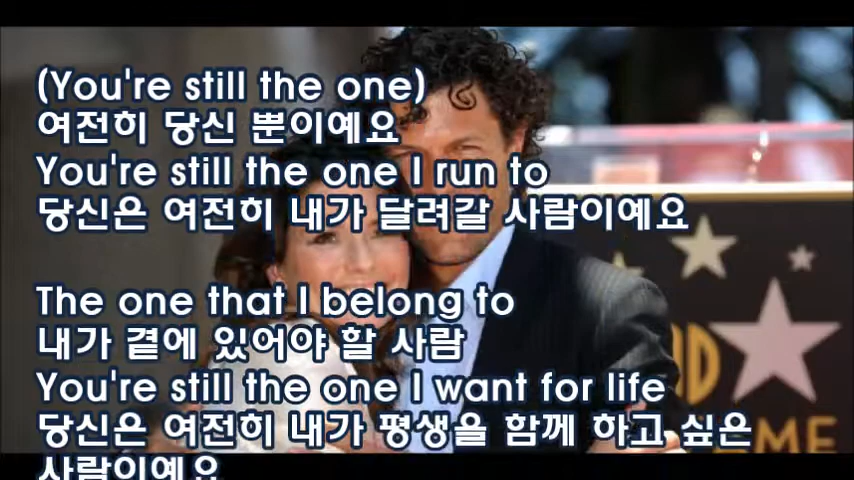 (You're still the one)
여전히 당신 뿐이예요
You're still the one I run to
당신은 여전히 내가 달려갈 사람이예요
The one that I belong to
내가 곁에 있어야 할 사람
You're still the one I want for life
당신은 여전히 내가 평생을 함께 하고 싶은
사람이예요